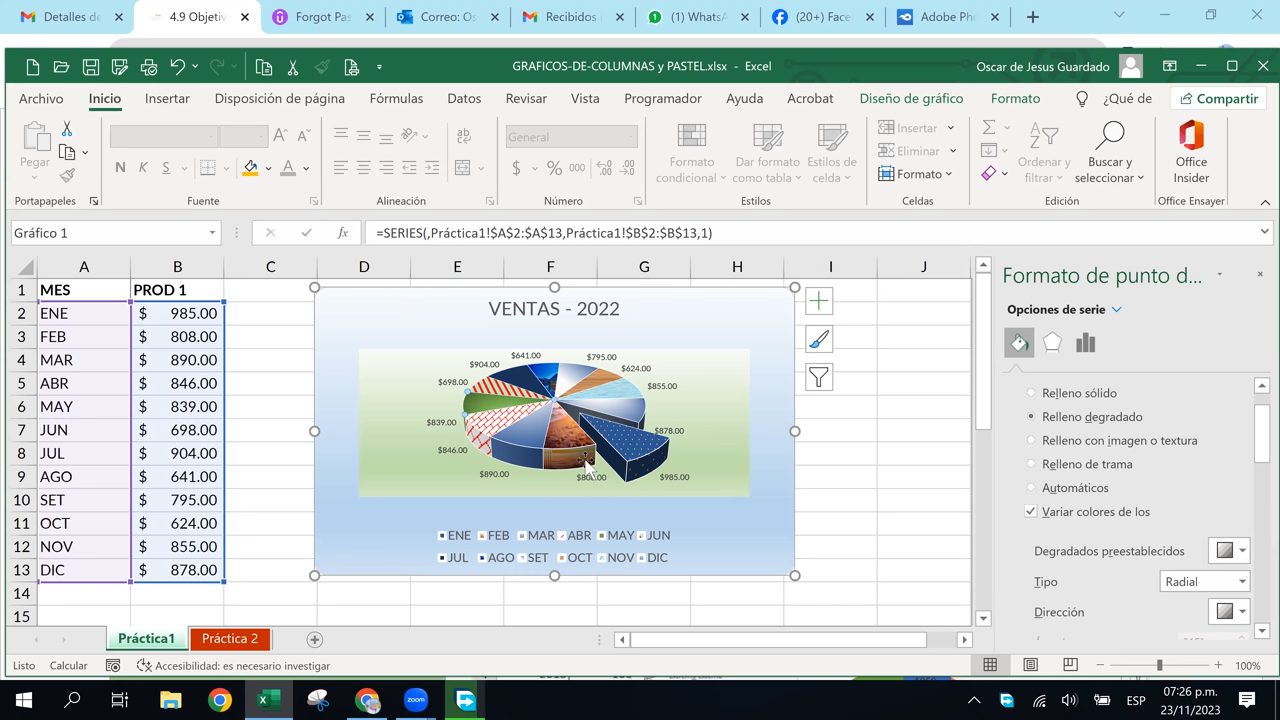 Detalles de
4.9 Objetiv
Forgot Pas
Correo: Os
Recibidos
(1) WhatsA
(20+) Face
Adobe Pho
GRAFICOS-DE-COLUMNAS y PASTEL.xlsx - Excel
Oscar de Jesus Guardado
Archivo Inicio Insertar Disposición de página Fórmulas Datos Revisar Vista Programador Ayuda Acrobat Diseño de gráfico Formato ¿Qué de Compartir
Pegar
N K S
General
$ % 000
Formato condicional
Dar formato como tabla
Estilos de celda
Insertar
Eliminar
Formato
Ordenar y filtrar
Buscar y seleccionar
Office Insider
Portapapeles Fuente Alineación Número Estilos Celdas Edición Office Ensayer
Gráfico 1
fx
=SERIES(,Práctica1!$A$2:$A$13,Práctica1!$B$2:$B$13,1)
A B C D E F G H I J
1 MES PROD 1
2 ENE $ 985.00
3 FEB $ 808.00
4 MAR $ 890.00
5 ABR $ 846.00
6 MAY $ 839.00
7 JUN $ 698.00
8 JUL $ 904.00
9 AGO $ 641.00
10 SET $ 795.00
11 OCT $ 624.00
12 NOV $ 855.00
13 DIC $ 878.00
14
15
VENTAS - 2022
$641.00
$795.00
$904.00
$624.00
$698.00
$855.00
$839.00
$878.00
$846.00
$890.00
$985.00
ENE FEB MAR ABR MAY JUN
JUL AGO SET OCT NOV DIC
Formato de punto d...
Opciones de serie
Relleno sólido
Relleno degradado
Relleno con imagen o textura
Relleno de trama
Automáticos
Variar colores de los
Degradados preestablecidos
Tipo Radial
Dirección
Práctica1 Práctica 2
Listo Calcular Accesibilidad: es necesario investigar 100%
zoom
ESP
07:26 p.m.
23/11/2023